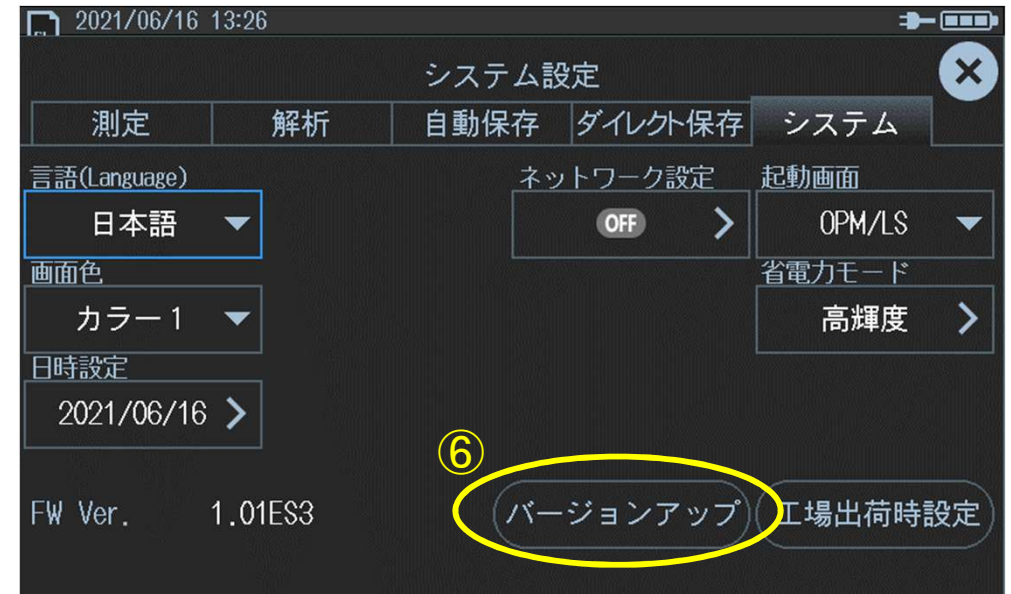 2021/06/16 13:26
システム設定
測定 解析 自動保存 ダイレクト保存 システム
言語(Language) ネットワーク設定 起動画面
日本語 OFF OPM/LS
画面色 省電力モード
カラー1 高輝度
日時設定
2021/06/16
⑥
FW Ver. 1.01ES3 バージョンアップ 工場出荷時設定